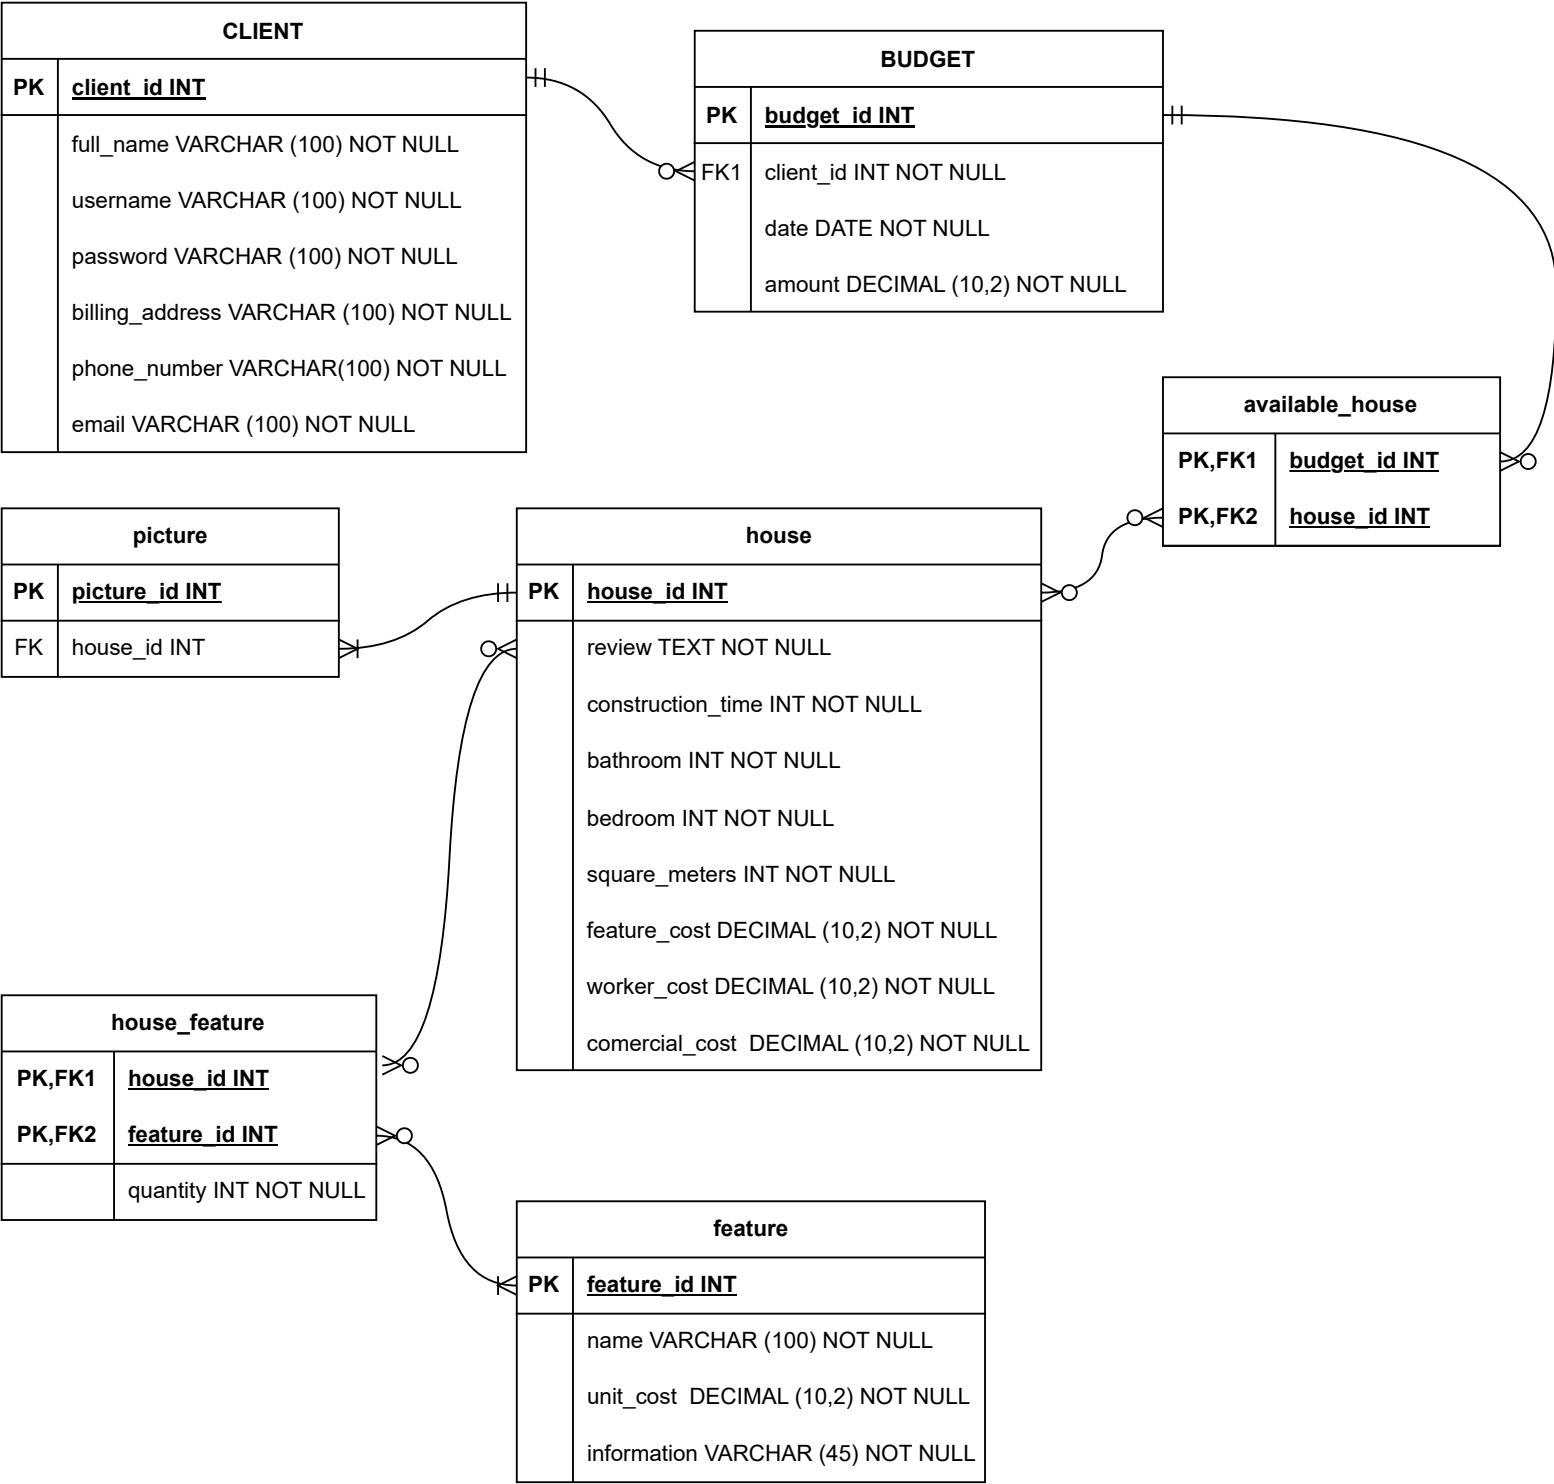 CLIENT
PK client_id INT
full_name VARCHAR (100) NOT NULL
username VARCHAR (100) NOT NULL
password VARCHAR (100) NOT NULL
billing_address VARCHAR (100) NOT NULL
phone_number VARCHAR(100) NOT NULL
email VARCHAR (100) NOT NULL
BUDGET
PK budget_id INT
FK1 client_id INT NOT NULL
date DATE NOT NULL
amount DECIMAL (10,2) NOT NULL
available_house
PK,FK1 budget_id INT
PK,FK2 house_id INT
picture
PK picture_id INT
FK house_id INT
house
PK house_id INT
review TEXT NOT NULL
construction_time INT NOT NULL
bathroom INT NOT NULL
bedroom INT NOT NULL
square_meters INT NOT NULL
feature_cost DECIMAL (10,2) NOT NULL
worker_cost DECIMAL (10,2) NOT NULL
comercial_cost  DECIMAL (10,2) NOT NULL
house_feature
PK,FK1 house_id INT
PK,FK2 feature_id INT
quantity INT NOT NULL
feature
PK feature_id INT
name VARCHAR (100) NOT NULL
unit_cost  DECIMAL (10,2) NOT NULL
information VARCHAR (45) NOT NULL